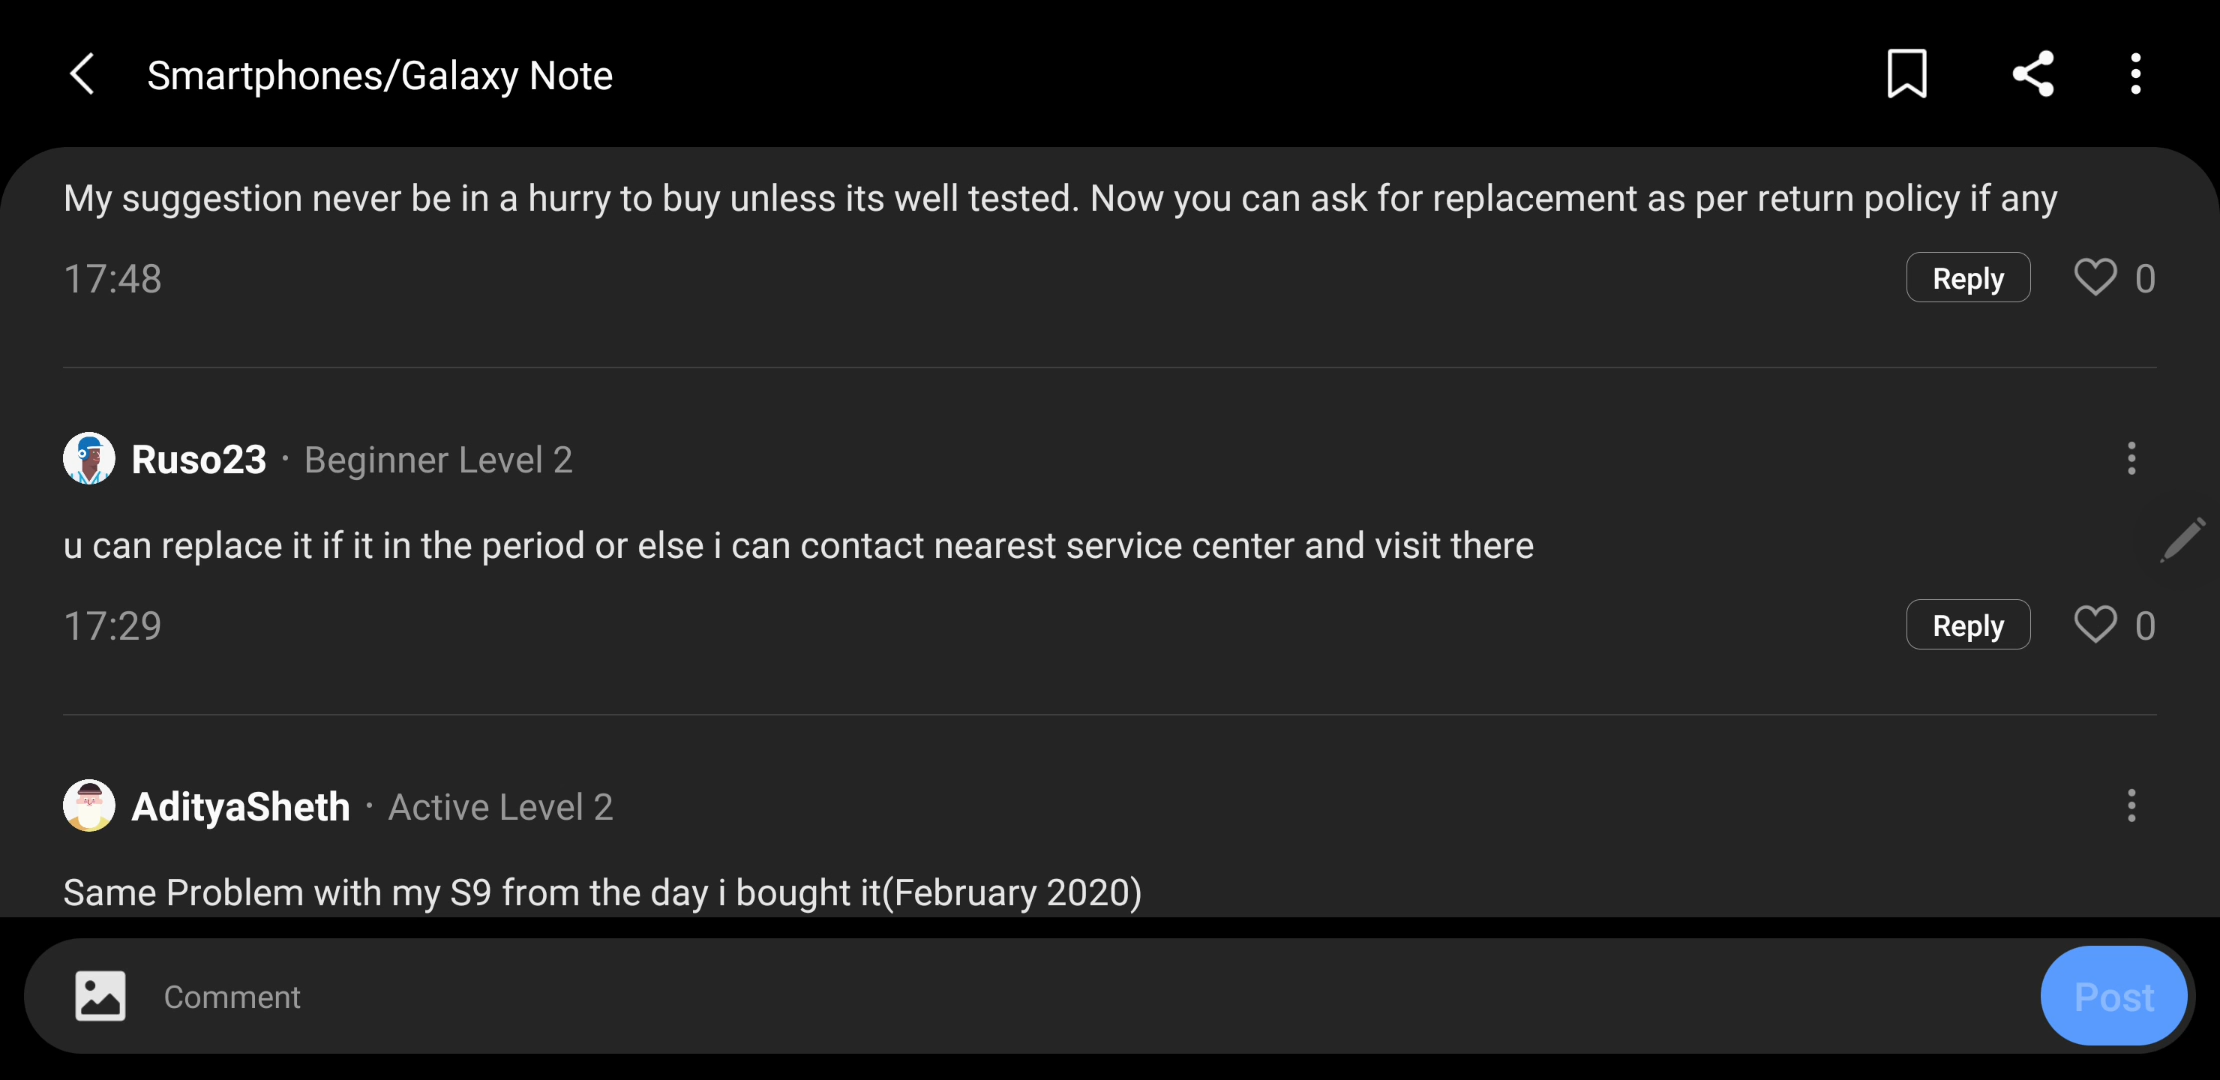 Smartphones/Galaxy Note
My suggestion never be in a hurry to buy unless its well tested. Now you can ask for replacement as per return policy if any
17:48
Reply
0
Ruso23 · Beginner Level 2
u can replace it if it in the period or else i can contact nearest service center and visit there
17:29
Reply
0
AdityaSheth · Active Level 2
Same Problem with my S9 from the day i bought it(February 2020)
Comment
Post